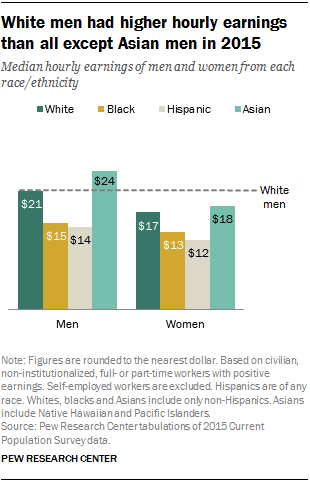 White men had higher hourly earnings
than all except Asian men in 2015
Median hourly earnings of men and women from each
race/ethnicity
White Black Hispanic Asian
$21 $15 $14 $24 $17 $13 $12 $18
White
men
Men Women
Note: Figures are rounded to the nearest dollar. Based on civilian,
non-institutionalized, full- or part-time workers with positive
earnings. Self-employed workers are excluded. Hispanics are of any
race. Whites, blacks and Asians include only non-Hispanics. Asians
include Native Hawaiian and Pacific Islanders.
Source: Pew Research Center tabulations of 2015 Current
Population Survey data.
PEW RESEARCH CENTER